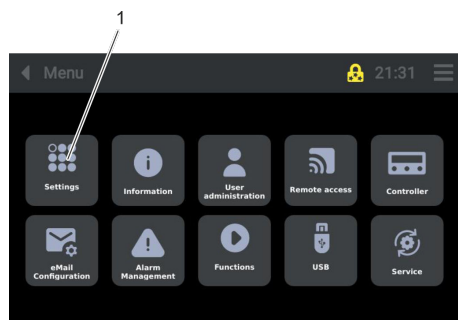 1
Menu
21:31
Settings
Information
User
administration
Remote access
Controller
eMail
Configuration
Alarm
Management
Functions
USB
Service